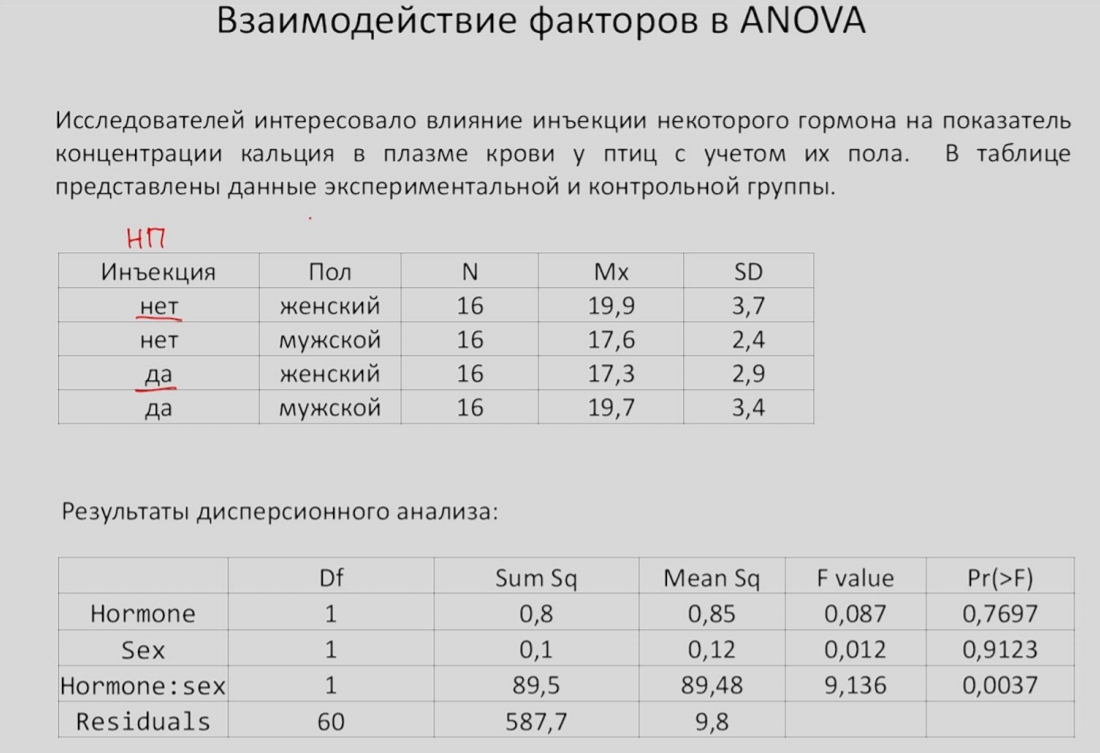 Взаимодействие факторов в ANOVA
Исследователей интересовало влияние инъекции некоторого гормона на показатель
концентрации кальция в плазме крови у птиц с учетом их пола. В таблице
представлены данные экспериментальной и контрольной группы.
НП
Инъекция Пол N Mx SD
нет женский 16 19,9 3,7
нет мужской 16 17,6 2,4
да женский 16 17,3 2,9
да мужской 16 19,7 3,4
Результаты дисперсионного анализа:
Df Sum Sq Mean Sq F value Pr(>F)
Hormone 1 0,8 0,85 0,087 0,7697
Sex 1 0,1 0,12 0,012 0,9123
Hormone:sex 1 89,5 89,48 9,136 0,0037
Residuals 60 587,7 9,8